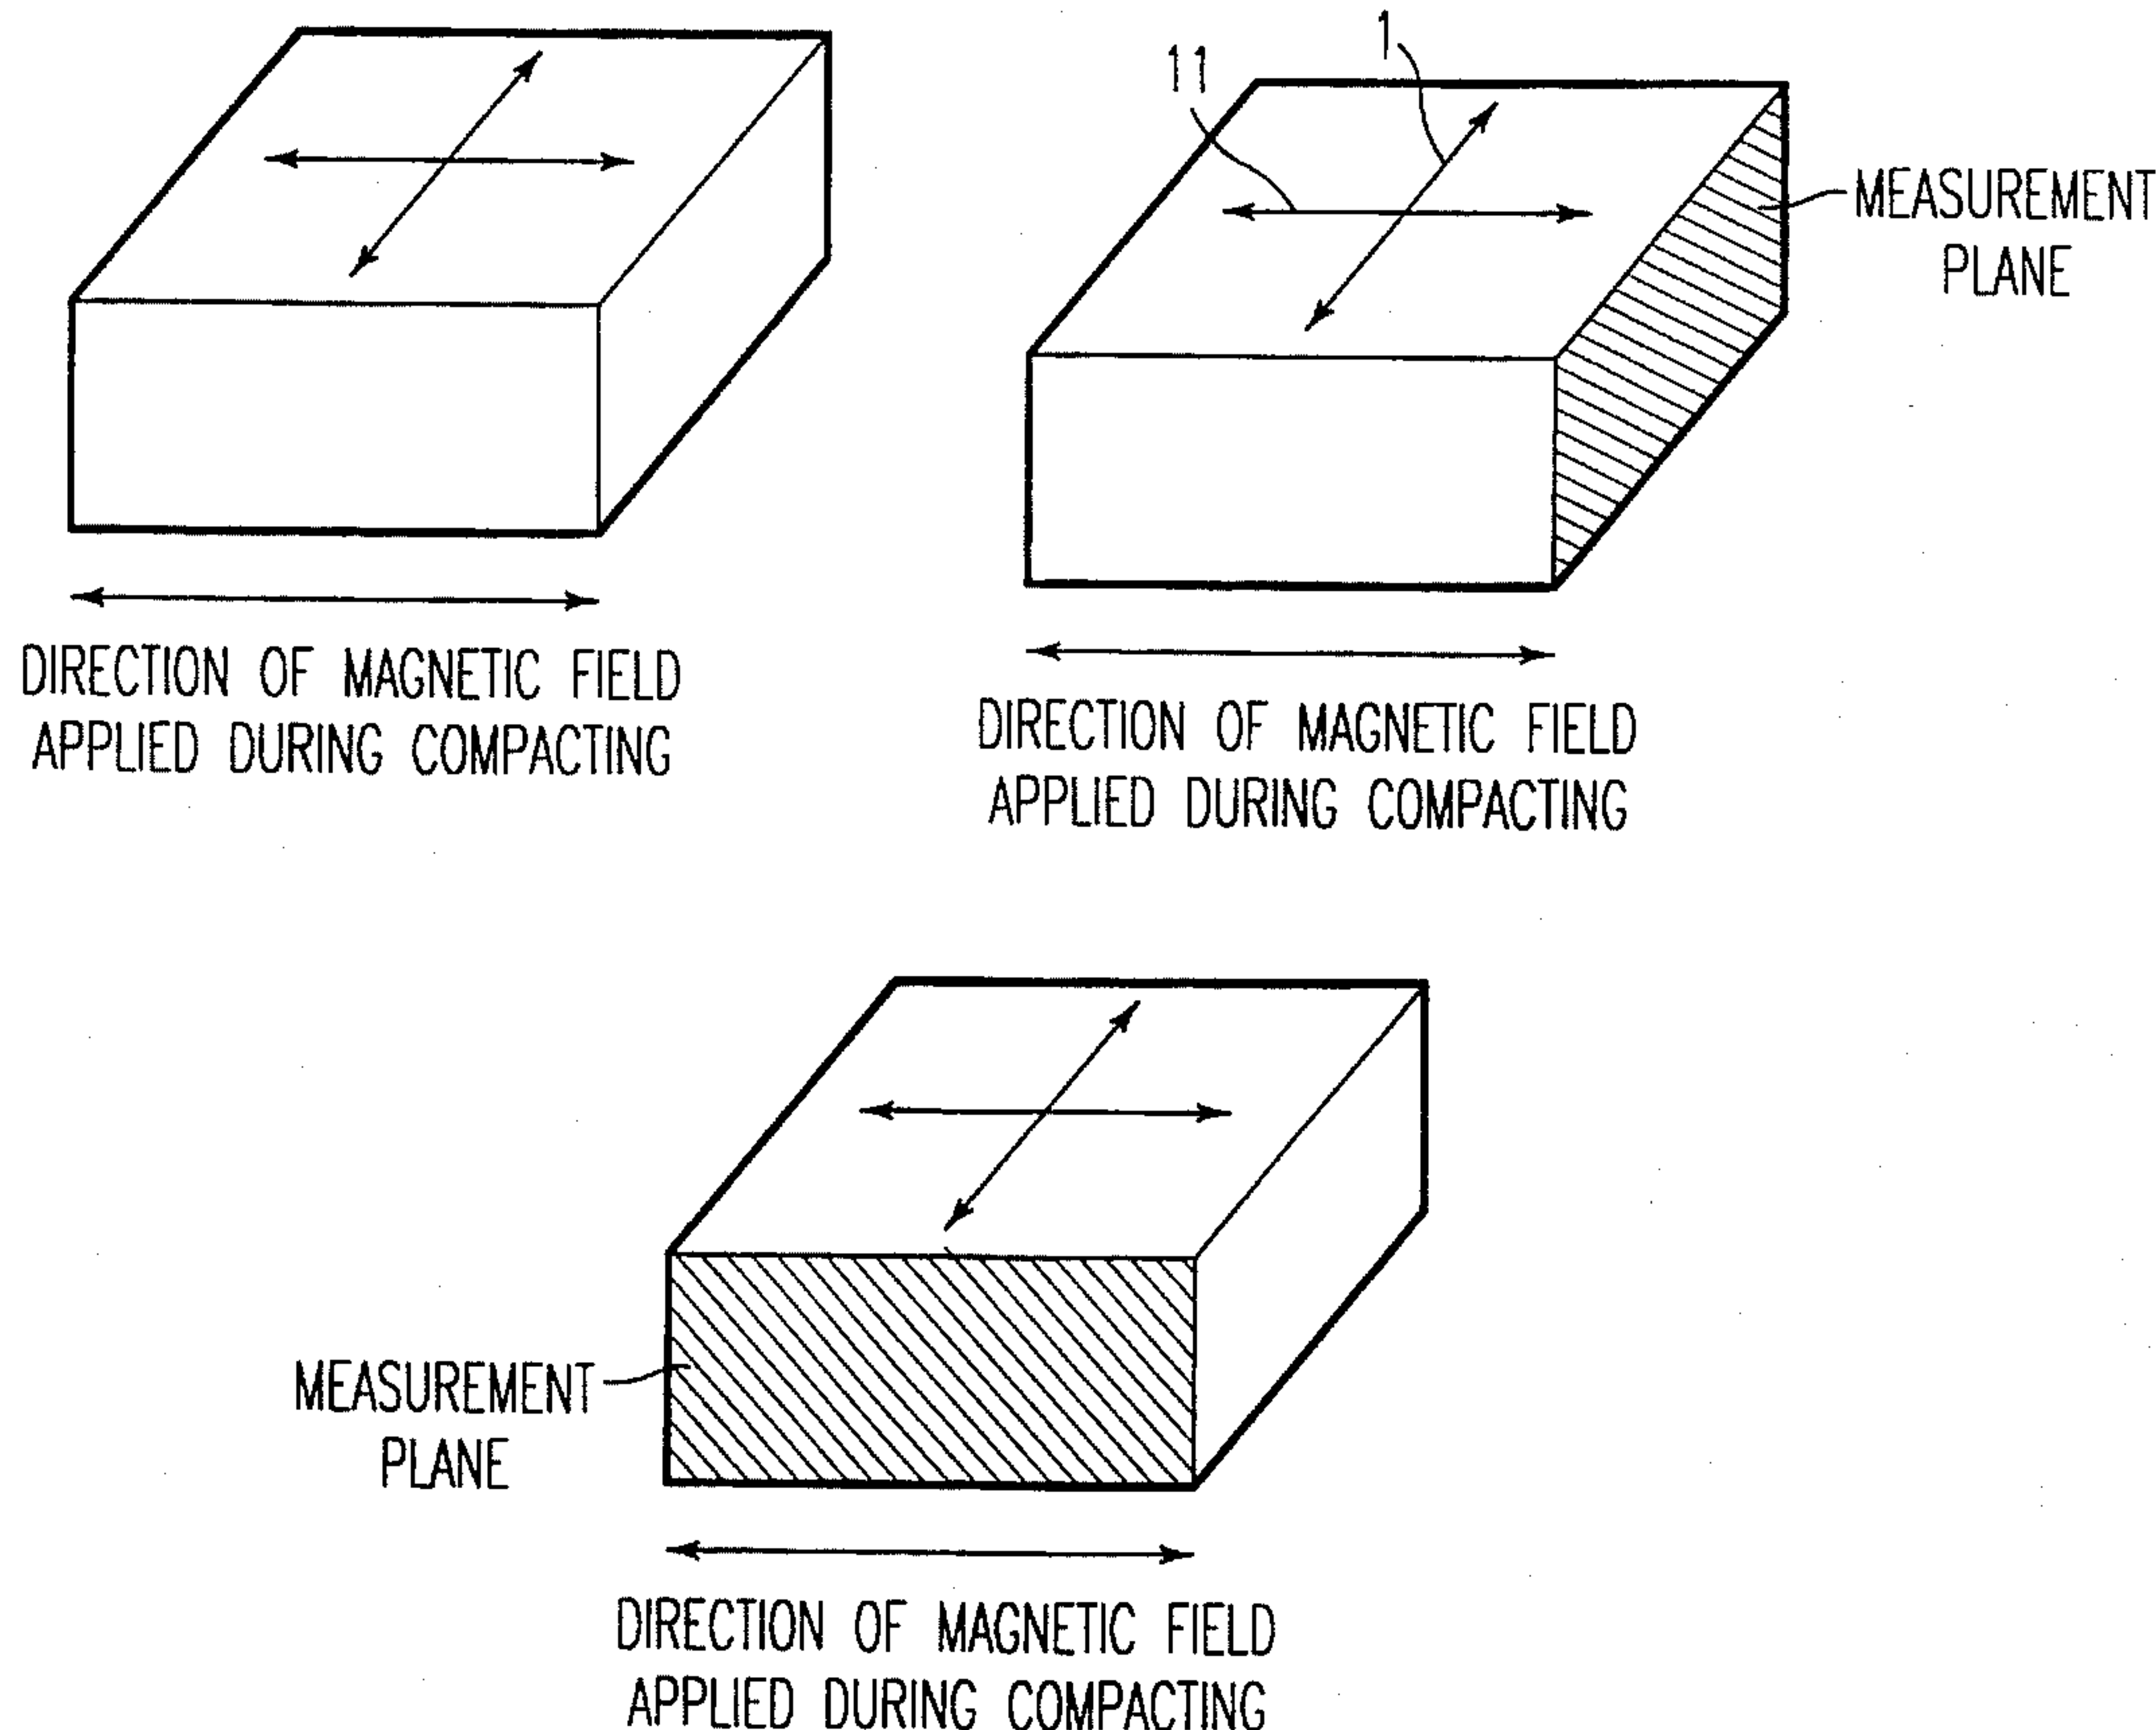 DIRECTION OF MAGNETIC FIELD
APPLIED DURING COMPACTING
11
1
MEASUREMENT
PLANE
DIRECTION OF MAGNETIC FIELD
APPLIED DURING COMPACTING
MEASUREMENT
PLANE
DIRECTION OF MAGNETIC FIELD
APPLIED DURING COMPACTING